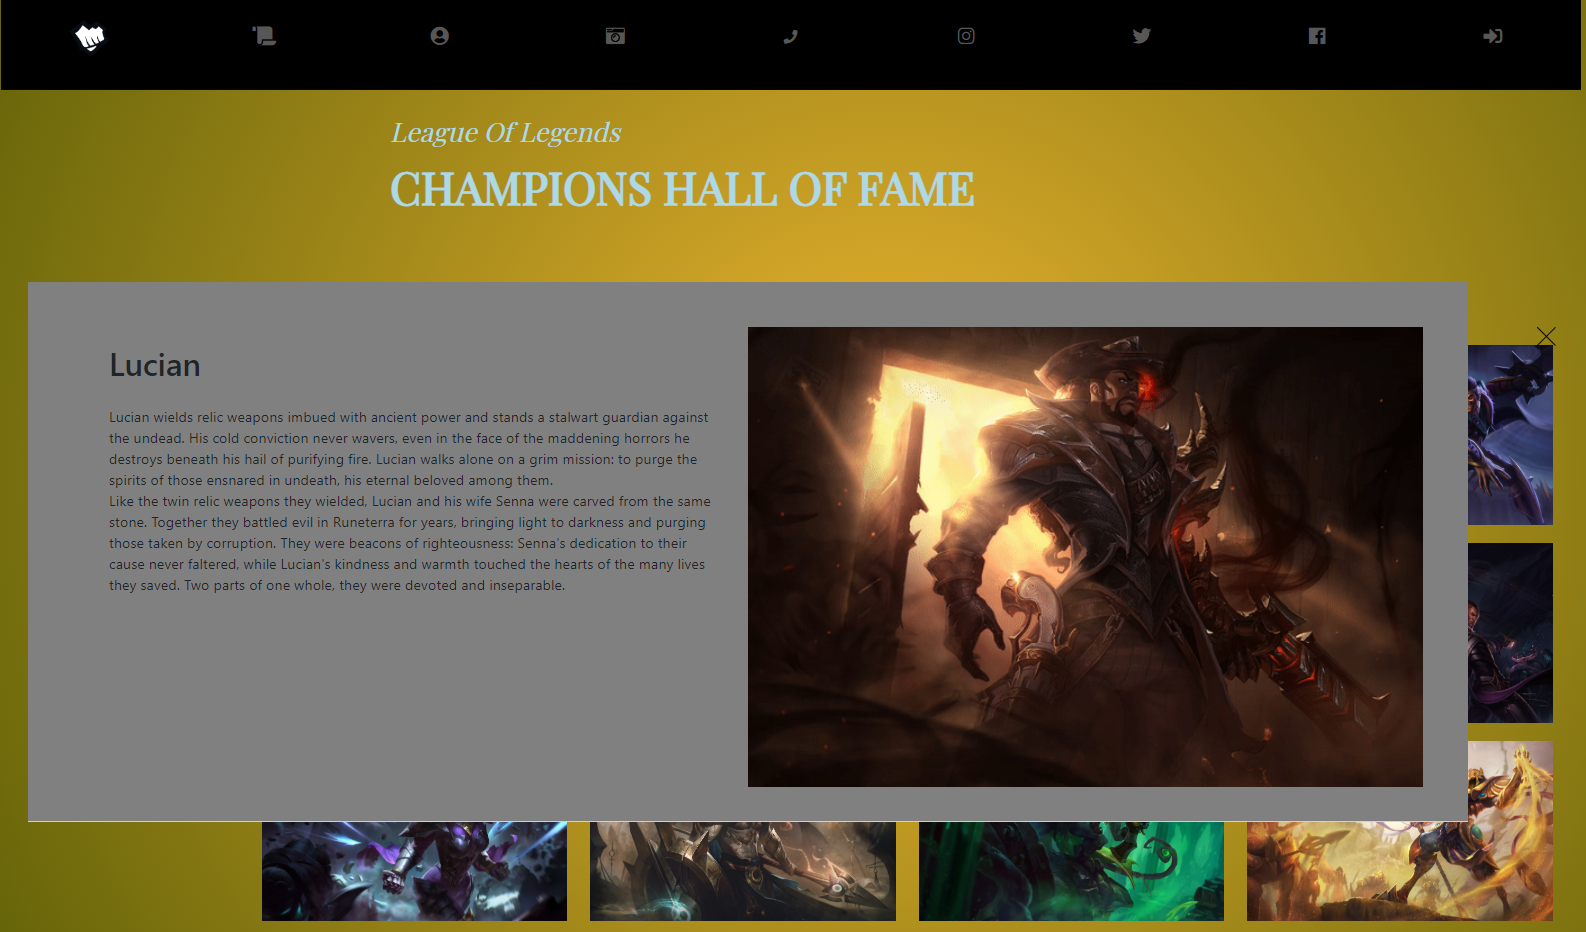 League Of Legends
CHAMPIONS HALL OF FAME
Lucian
Lucian wields relic weapons imbued with ancient power and stands a stalwart guardian against
the undead. His cold conviction never wavers, even in the face of the maddening horrors he
destroys beneath his hail of purifying fire. Lucian walks alone on a grim mission: to purge the
spirits of those ensnared in undeath, his eternal beloved among them.
Like the twin relic weapons they wielded, Lucian and his wife Senna were carved from the same
stone. Together they battled evil in Runeterra for years, bringing light to darkness and purging
those taken by corruption. They were beacons of righteousness: Senna's dedication to their
cause never faltered, while Lucian's kindness and warmth touched the hearts of the many lives
they saved. Two parts of one whole, they were devoted and inseparable.